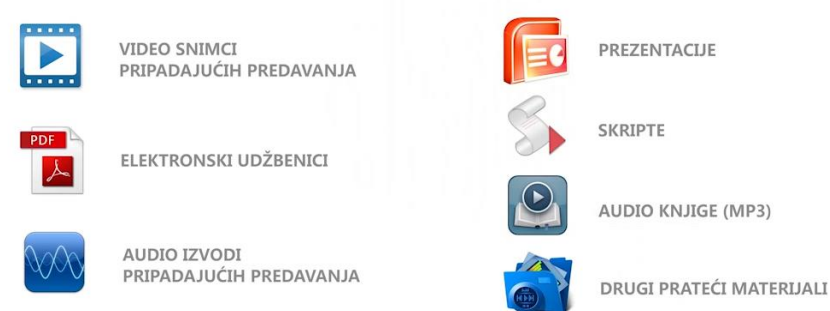 VIDEO SNIMCI
PRIPADAJUĆIH PREDAVANJA
PDF
ELEKTRONSKI UDŽBENICI
AUDIO IZVODI
PRIPADAJUĆIH PREDAVANJA
PREZENTACIJE
SKRIPTE
AUDIO KNJIGE (MP3)
DRUGI PRATEĆI MATERIJALI